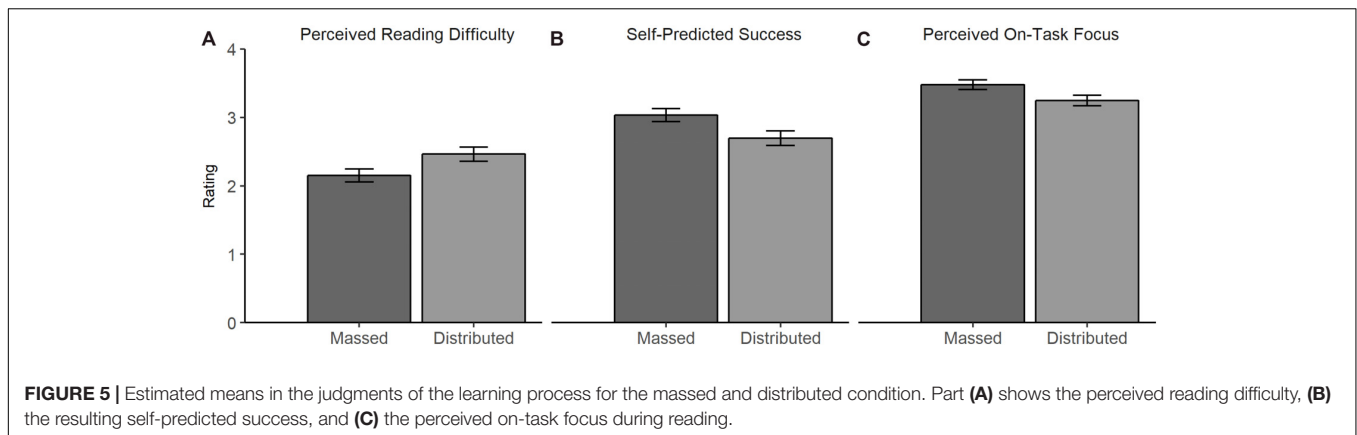 A Perceived Reading Difficulty
B Self-Predicted Success
C Perceived On-Task Focus
4
3
2
1
0
Rating
Massed Distributed
Massed Distributed
Massed Distributed
FIGURE 5 | Estimated means in the judgments of the learning process for the massed and distributed condition. Part (A) shows the perceived reading difficulty, (B)
the resulting self-predicted success, and (C) the perceived on-task focus during reading.